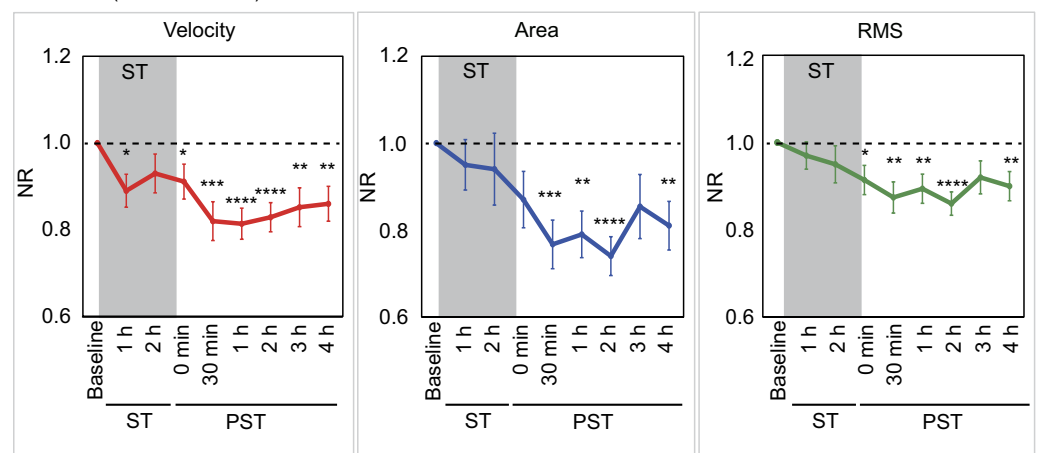 Velocity
1.2
1.0
0.8
0.6
NR
ST
*
*
***
****
****
**
**
Baseline
1 h
2 h
0 min
30 min
1 h
2 h
3 h
4 h
ST
PST
Area
1.2
1.0
0.8
0.6
NR
ST
***
**
****
**
Baseline
1 h
2 h
0 min
30 min
1 h
2 h
3 h
4 h
ST
PST
RMS
1.2
1.0
0.8
0.6
NR
ST
*
**
**
****
**
Baseline
1 h
2 h
0 min
30 min
1 h
2 h
3 h
4 h
ST
PST